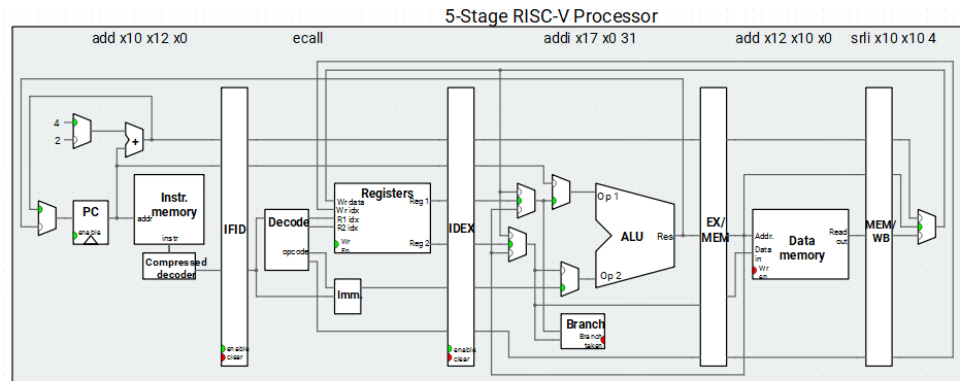 5-Stage RISC-V Processor
add x10 x12 x0
ecall
addi x17 x0 31
add x12 x10 x0
srli x10 x10 4
4
2
+
PC
enable
Instr.
memory
addr
instr
Compressed
decoder
IFID
enable
clear
Decode
opcode
Registers
Wr data
Wr idx
R1 idx
R2 idx
Wr
En
Reg 1
Reg 2
Imm.
IDEX
enable
clear
Op 1
Op 2
ALU
Res
Branch
Branch
taken
EX/
MEM
Addr.
Data
in
Wr
en
Data
memory
Read
out
MEM/
WB